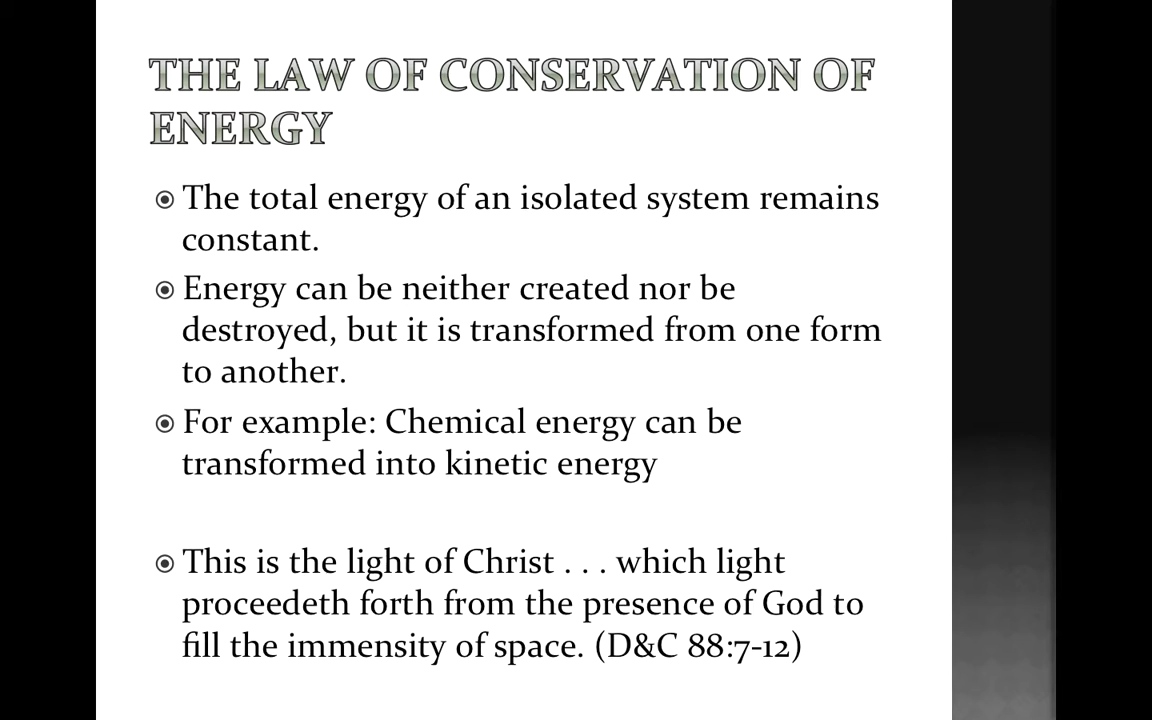 THE LAW OF CONSERVATION OF
ENERGY
The total energy of an isolated system remains
constant.
Energy can be neither created nor be
destroyed, but it is transformed from one form
to another.
For example: Chemical energy can be
transformed into kinetic energy
This is the light of Christ . . . which light
proceedeth forth from the presence of God to
fill the immensity of space. (D&C 88:7-12)